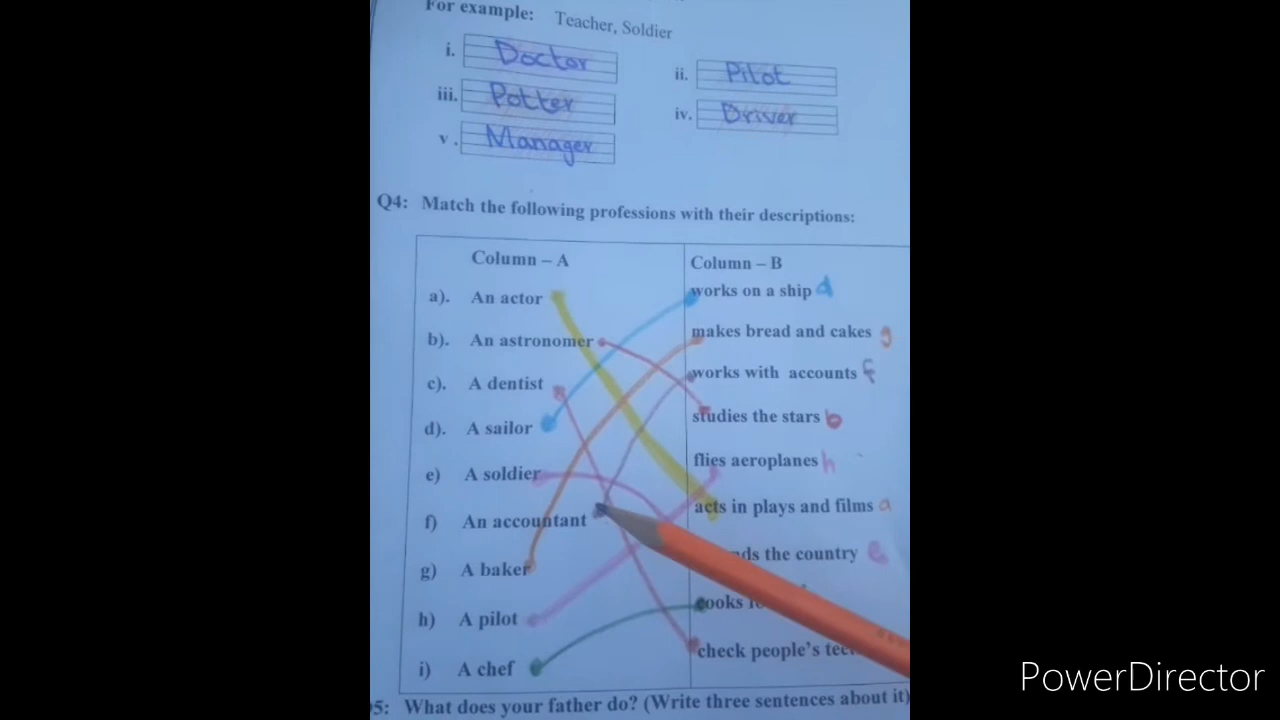 For example: Teacher, Soldier
i. Doctor
ii. Pilot
iii. Potter
iv. Driver
v. Manager
Q4: Match the following professions with their descriptions:
Column – A Column – B
a). An actor works on a ship d
b). An astronomer makes bread and cakes g
c). A dentist works with accounts f
d). A sailor studies the stars b
e) A soldier flies aeroplanes h
f) An accountant acts in plays and films a
g) A baker the country e
h) A pilot cooks
i) A chef check people's
5: What does your father do? (Write three sentences about it)
PowerDirector